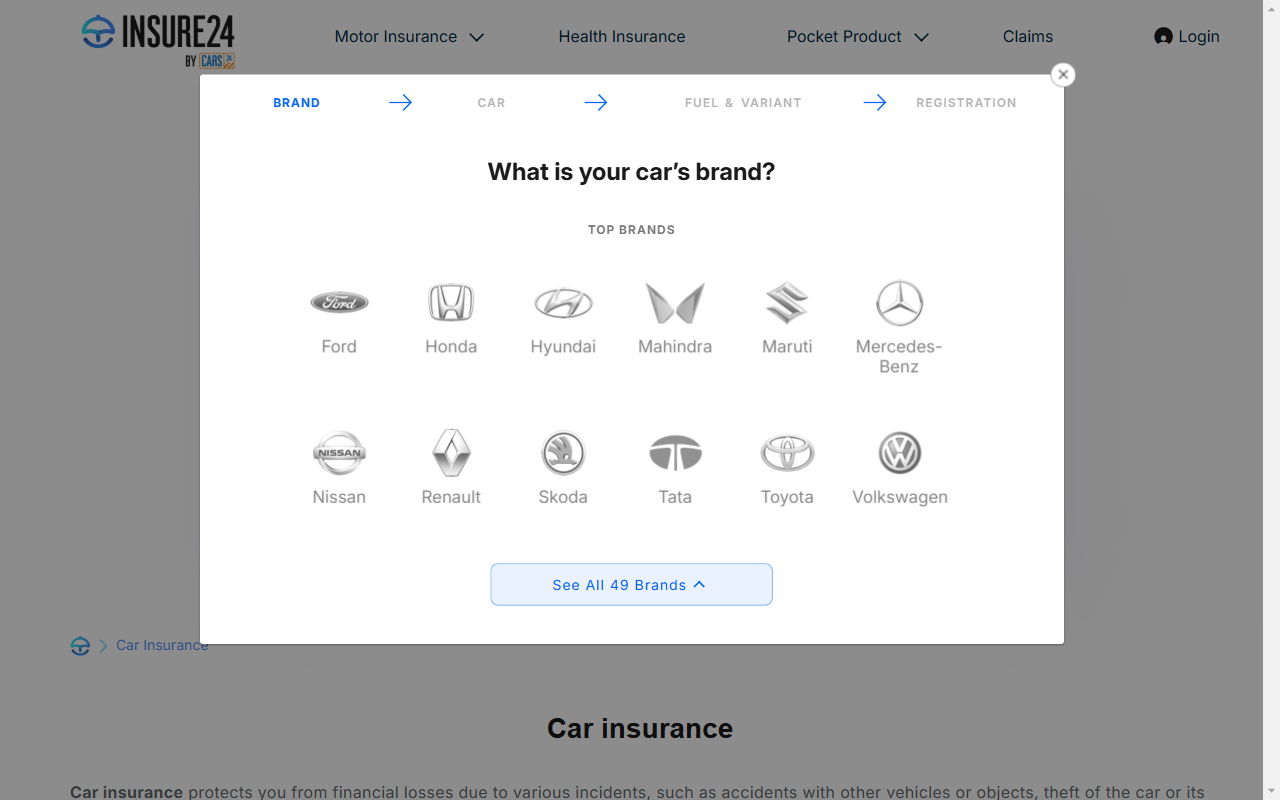 INSURE24
BY CARS24
Motor Insurance
Health Insurance
Pocket Product
Claims
Login
BRAND
CAR
FUEL & VARIANT
REGISTRATION
What is your car’s brand?
TOP BRANDS
Ford
Ford
Honda
Hyundai
Mahindra
Maruti
Mercedes-
Benz
NISSAN
Nissan
Renault
Skoda
Tata
Toyota
Volkswagen
See All 49 Brands
Car Insurance
Car insurance
Car insurance protects you from financial losses due to various incidents, such as accidents with other vehicles or objects, theft of the car or its